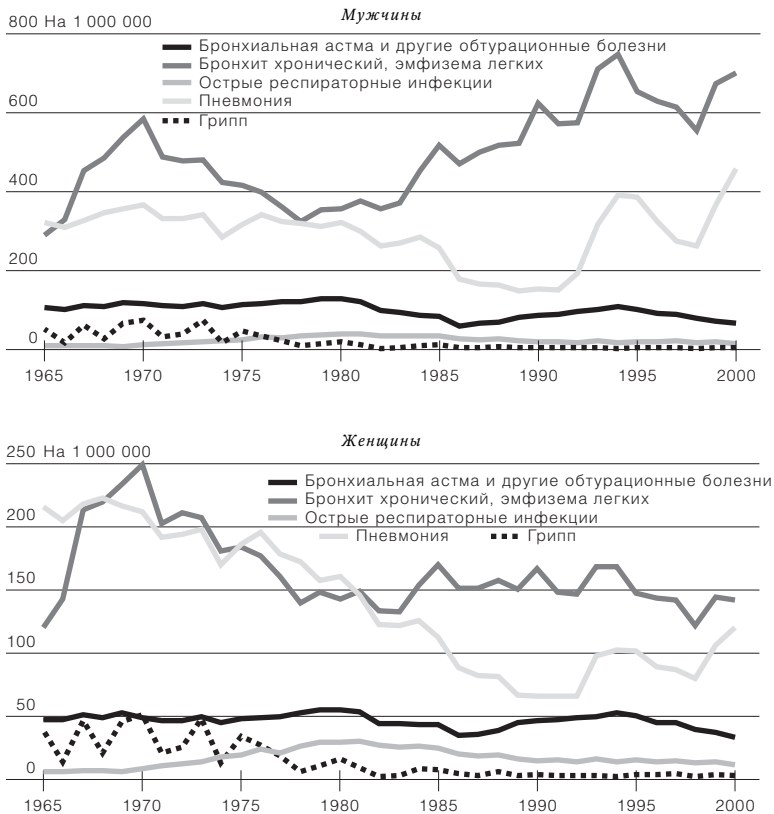 Мужчины
800 На 1 000 000
Бронхиальная астма и другие обтурационные болезни
Бронхит хронический, эмфизема легких
Острые респираторные инфекции
Пневмония
Грипп
600
400
200
0
1965 1970 1975 1980 1985 1990 1995 2000
Женщины
250 На 1 000 000
Бронхиальная астма и другие обтурационные болезни
Бронхит хронический, эмфизема легких
Острые респираторные инфекции
Пневмония Грипп
200
150
100
50
0
1965 1970 1975 1980 1985 1990 1995 2000